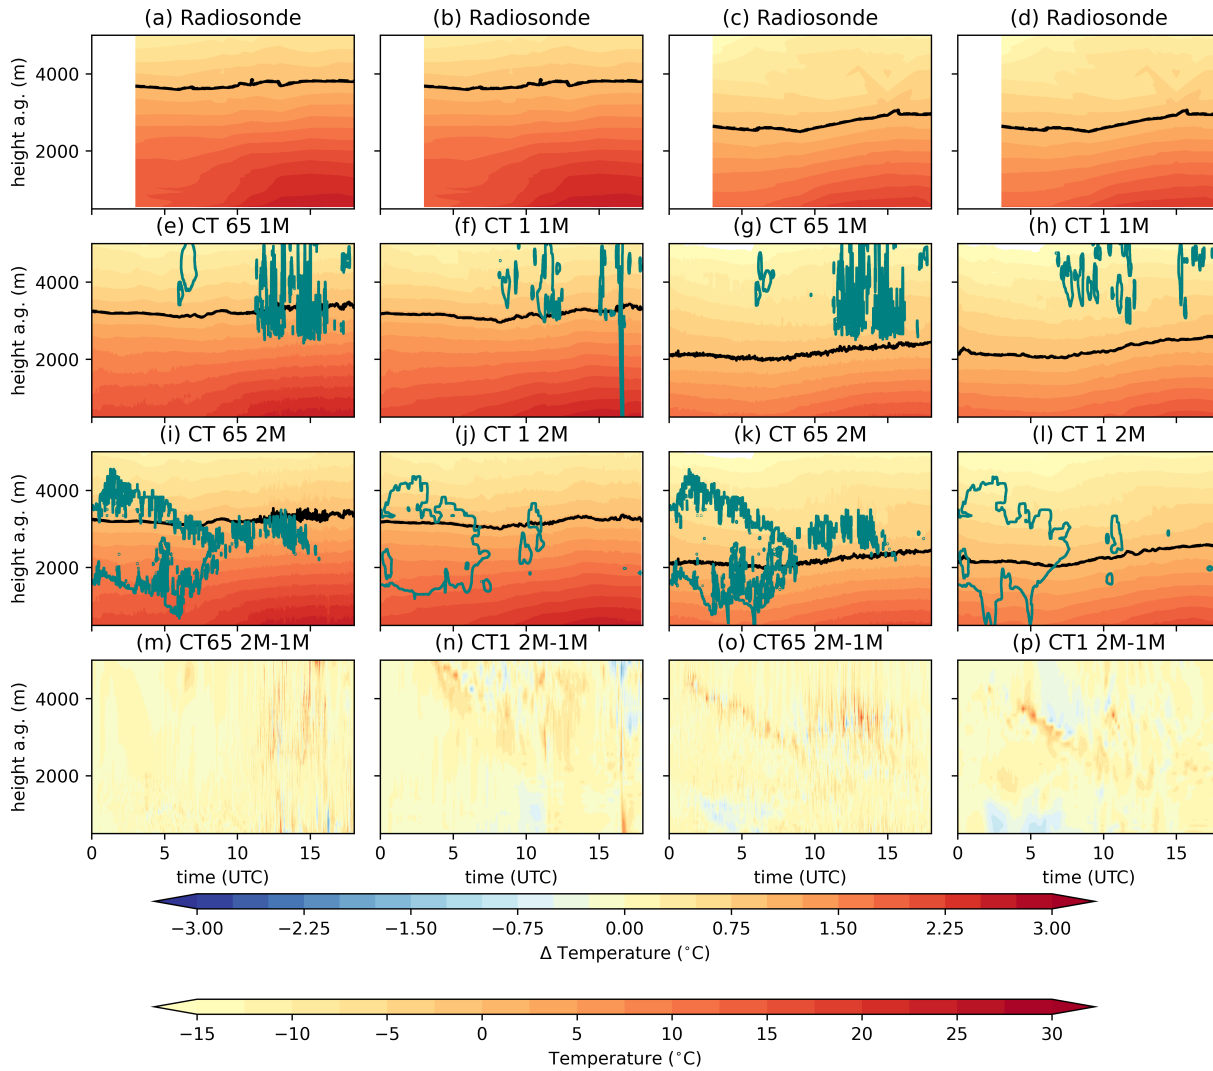 (a) Radiosonde (b) Radiosonde (c) Radiosonde (d) Radiosonde
height a.g. (m)
4000
2000
(e) CT 65 1M (f) CT 1 1M (g) CT 65 1M (h) CT 1 1M
height a.g. (m)
4000
2000
(i) CT 65 2M (j) CT 1 2M (k) CT 65 2M (l) CT 1 2M
height a.g. (m)
4000
2000
(m) CT65 2M-1M (n) CT1 2M-1M (o) CT65 2M-1M (p) CT1 2M-1M
height a.g. (m)
4000
2000
0 5 10 15 0 5 10 15 0 5 10 15 0 5 10 15
time (UTC) time (UTC) time (UTC) time (UTC)
−3.00 −2.25 −1.50 −0.75 0.00 0.75 1.50 2.25 3.00
Δ Temperature (°C)
−15 −10 −5 0 5 10 15 20 25 30
Temperature (°C)